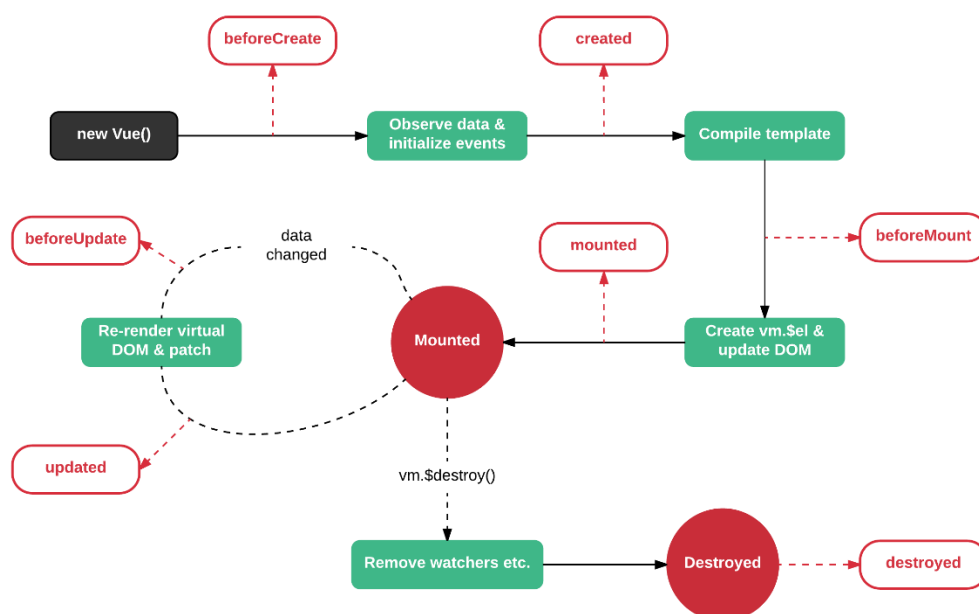 beforeCreate
created
new Vue()
Observe data &
initialize events
Compile template
beforeUpdate
data
changed
mounted
beforeMount
Re-render virtual
DOM & patch
Mounted
Create vm.$el &
update DOM
updated
vm.$destroy()
Remove watchers etc.
Destroyed
destroyed